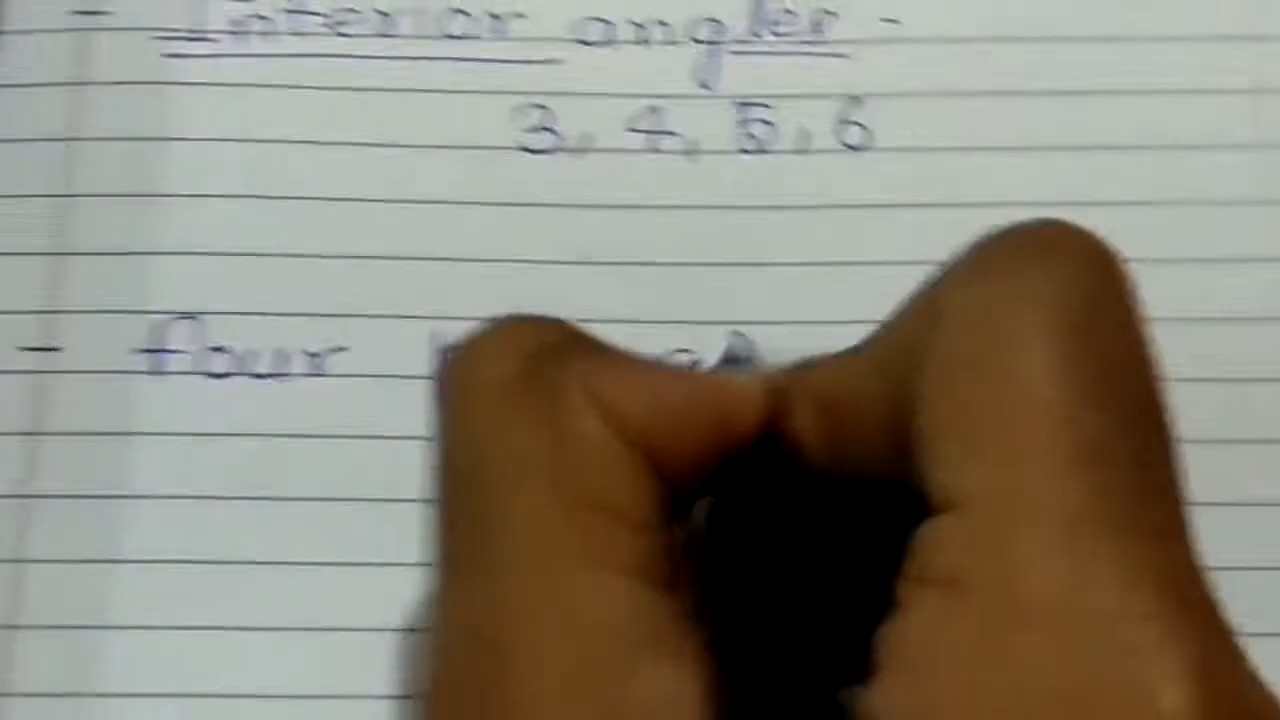 - Interior angles -
3, 4, 5, 6
- four